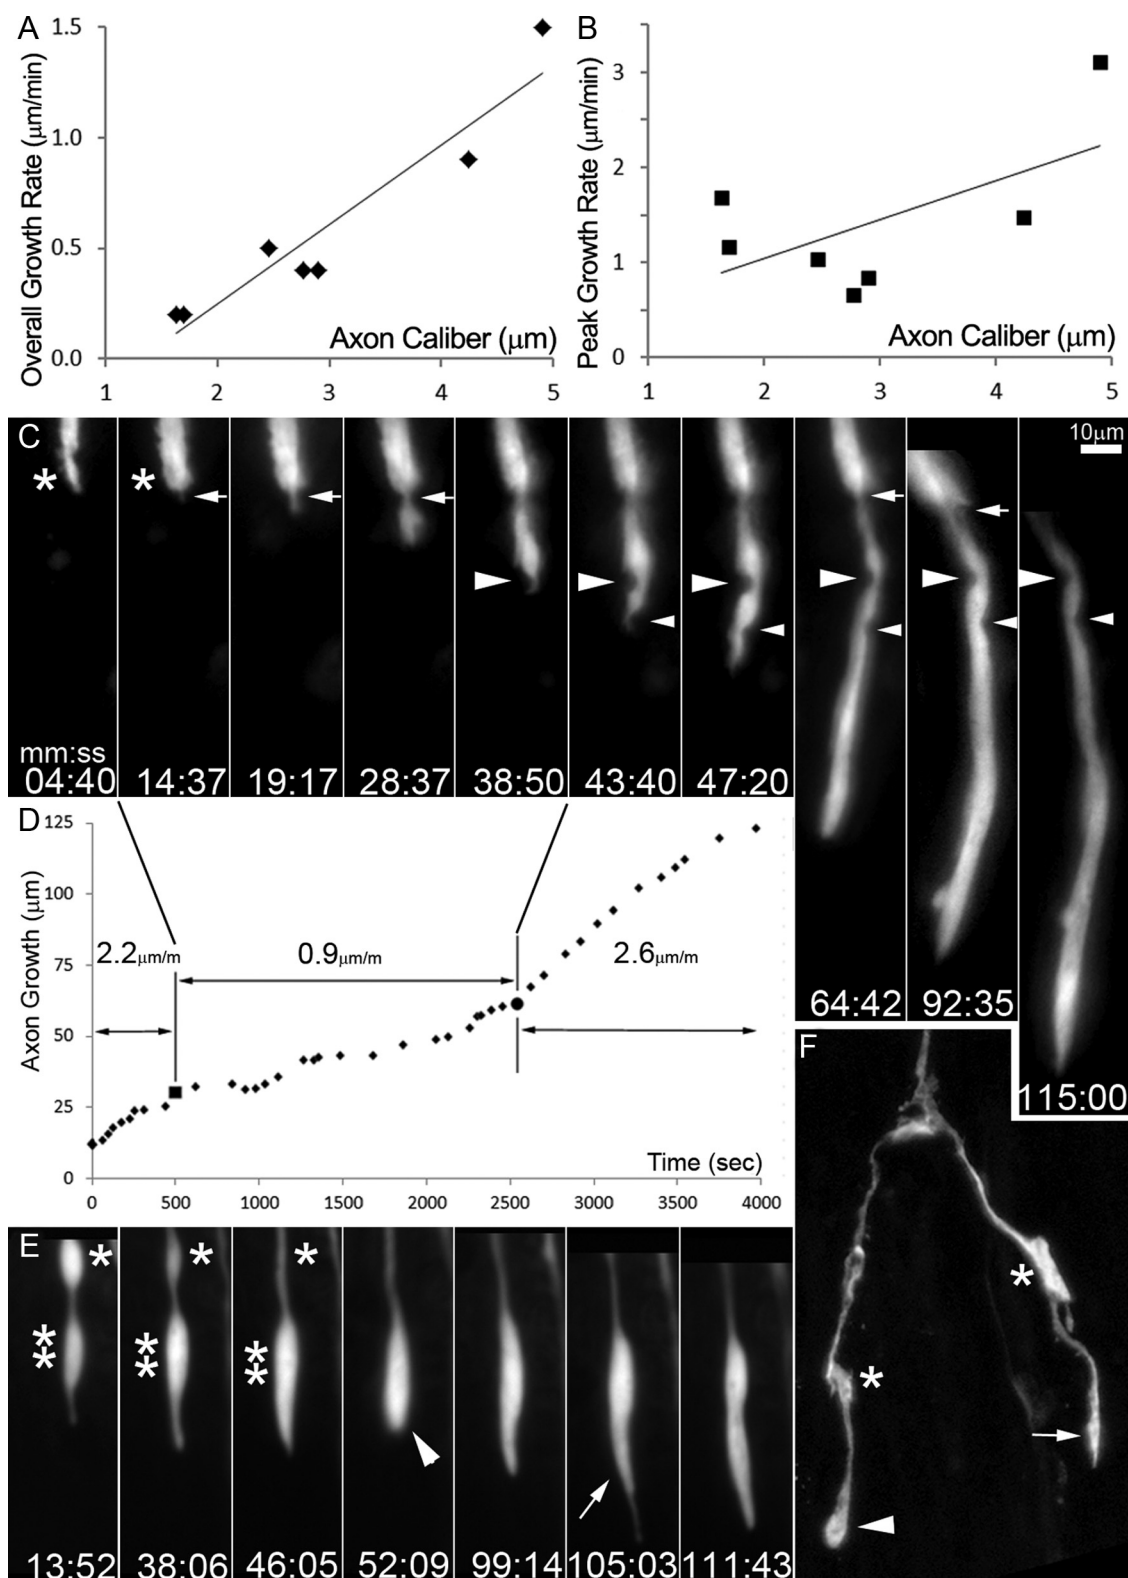 A
Overall Growth Rate (µm/min)
1.5
1.0
0.5
0.0
Axon Caliber (µm)
1 2 3 4 5
B
Peak Growth Rate (µm/min)
3
2
1
0
Axon Caliber (µm)
1 2 3 4 5
C
10µm
*
*
mm:ss
04:40 14:37 19:17 28:37 38:50 43:40 47:20
64:42 92:35
115:00
D
Axon Growth (µm)
125
100
75
50
25
0
2.2µm/m 0.9µm/m 2.6µm/m
Time (sec)
0 500 1000 1500 2000 2500 3000 3500 4000
E
* * *
* * *
* * *
13:52 38:06 46:05 52:09 99:14 105:03 111:43
F
*
*